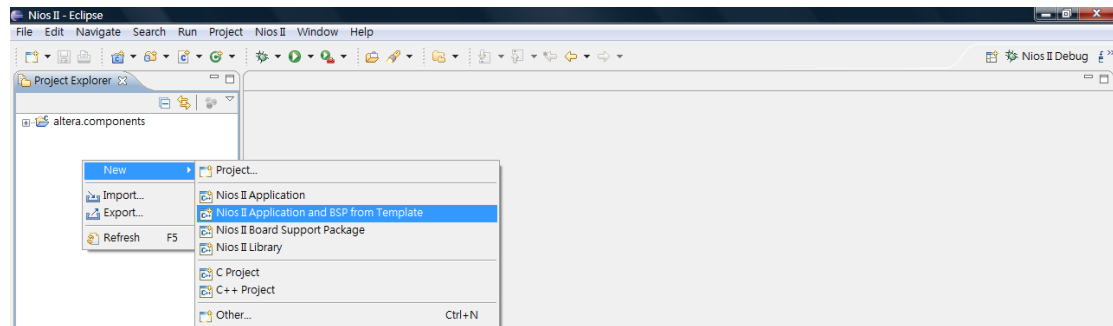 Nios II - Eclipse
File Edit Navigate Search Run Project Nios II Window Help
Nios II Debug
Project Explorer
altera.components
New
Import...
Export...
Refresh F5
Project...
Nios II Application
Nios II Application and BSP from Template
Nios II Board Support Package
Nios II Library
C Project
C++ Project
Other... Ctrl+N